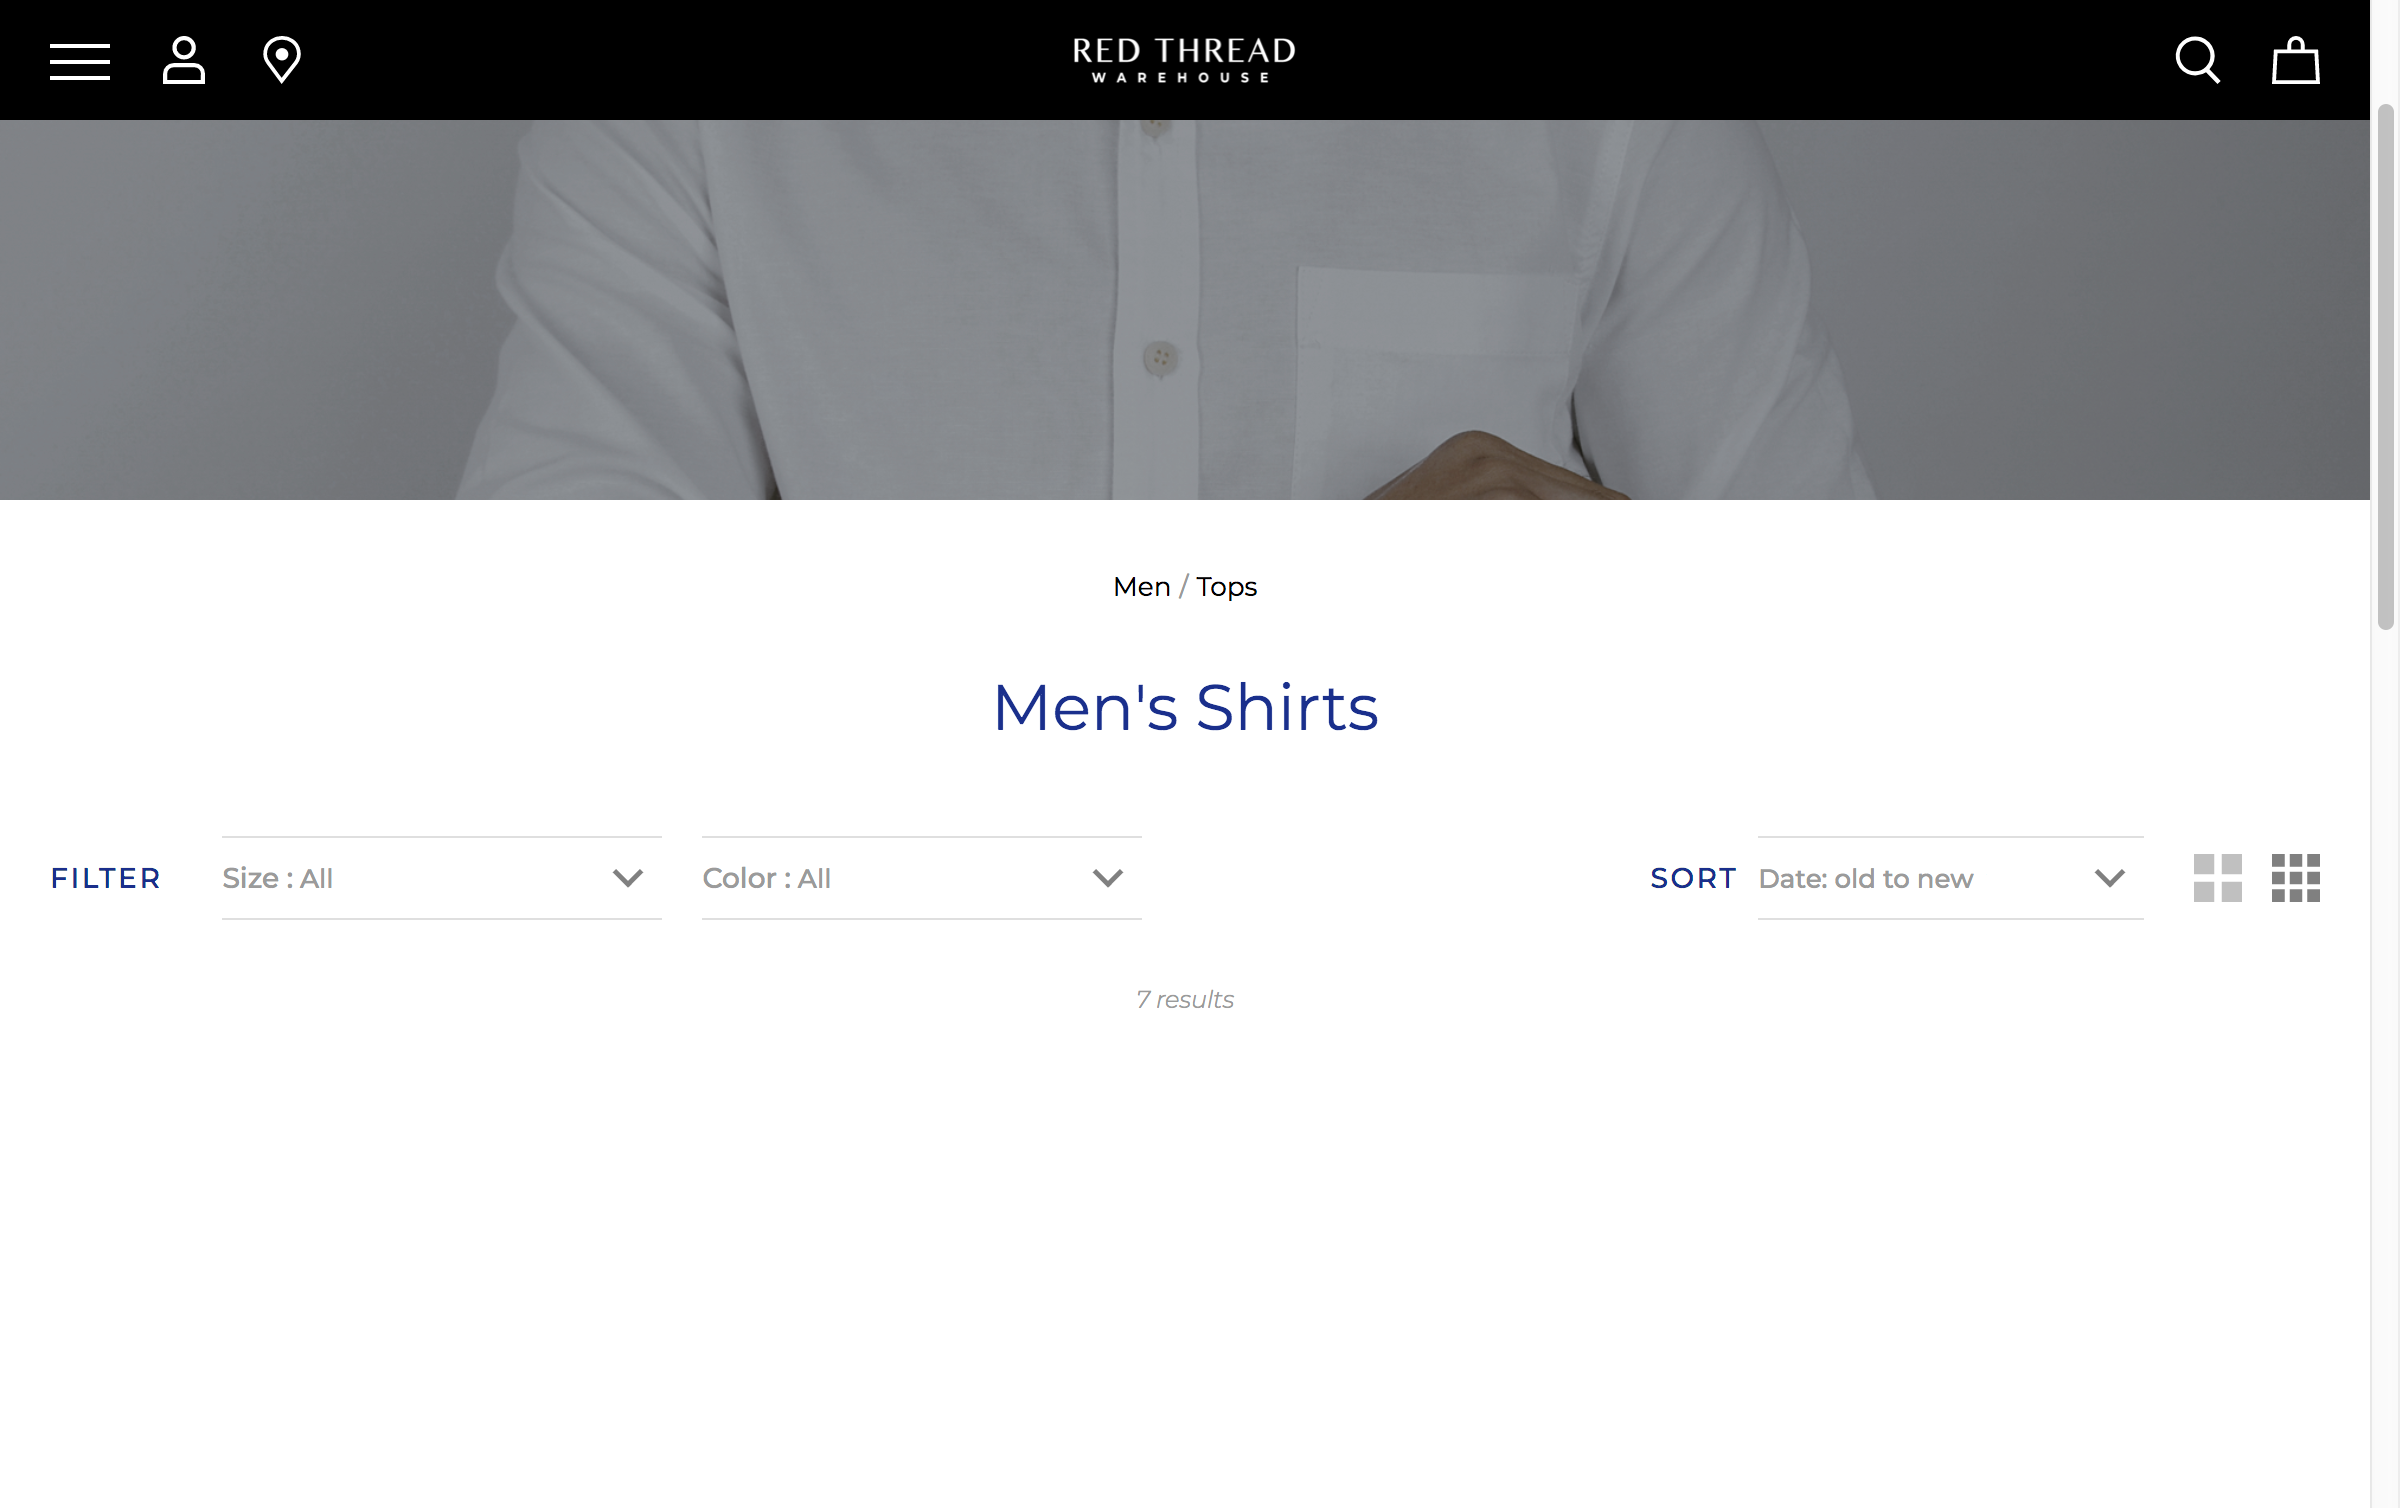 RED THREAD
WAREHOUSE
Men / Tops
Men's Shirts
FILTER Size : All Color : All SORT Date: old to new
7 results